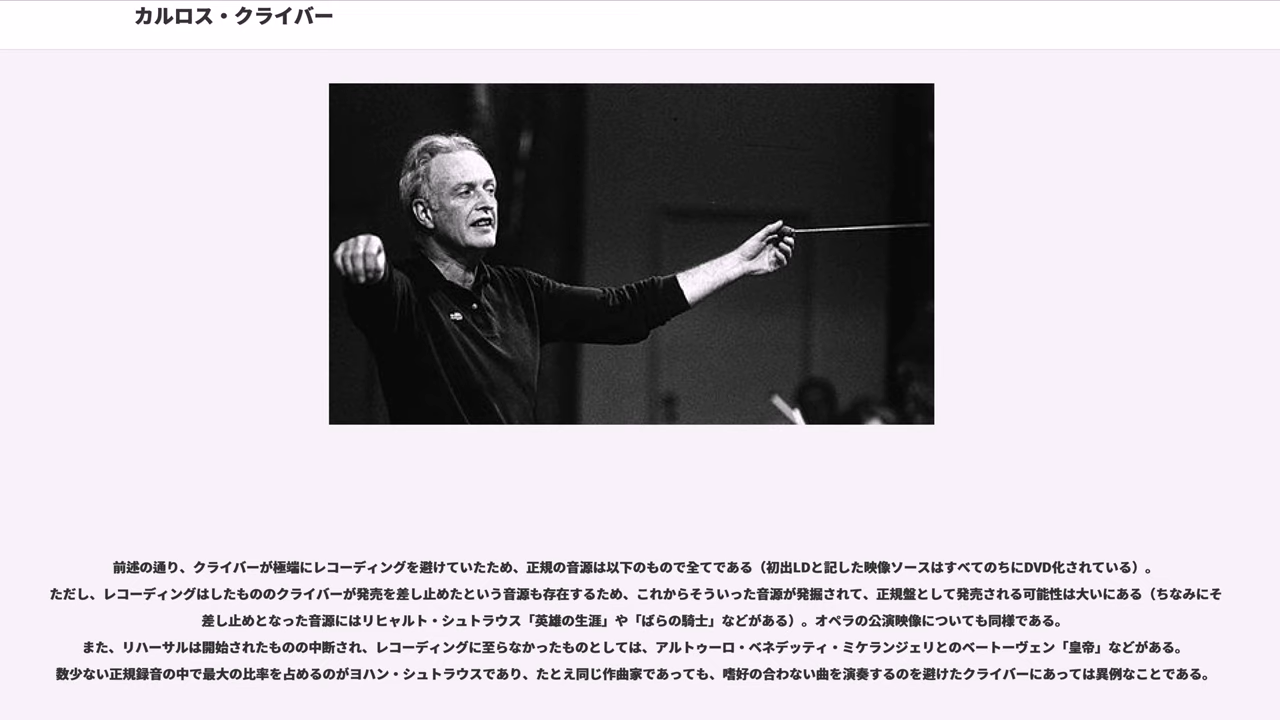 カルロス・クライバー
前述の通り、クライバーが極端にレコーディングを避けていたため、正規の音源は以下のもので全てである（初出LDと記した映像ソースはすべてのちにDVD化されている）。
ただし、レコーディングはしたもののクライバーが発売を差し止めたという音源も存在するため、これからそういった音源が発掘されて、正規盤として発売される可能性は大いにある（ちなみにそ
差し止めとなった音源にはリヒャルト・シュトラウス「英雄の生涯」や「ばらの騎士」などがある）。オペラの公演映像についても同様である。
また、リハーサルは開始されたものの中断され、レコーディングに至らなかったものとしては、アルトゥーロ・ベネデッティ・ミケランジェリとのベートーヴェン「皇帝」などがある。
数少ない正規録音の中で最大の比率を占めるのがヨハン・シュトラウスであり、たとえ同じ作曲家であっても、嗜好の合わない曲を演奏するのを避けたクライバーにあっては異例なことである。